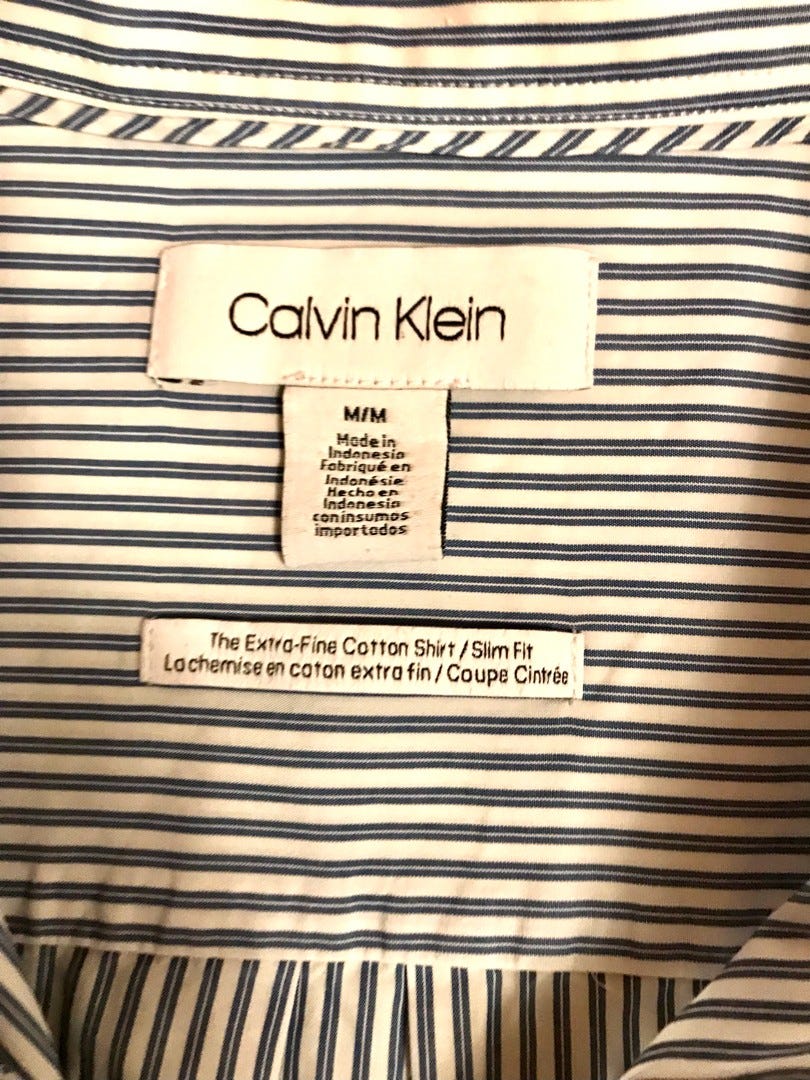 Calvin Klein
M/M
Made in
Indonesia
Fabriqué en
Indonésie
Hecho en
Indonesia
con insumos
importados
The Extra-Fine Cotton Shirt / Slim Fit
La chemise en coton extra fin / Coupe Cintrée